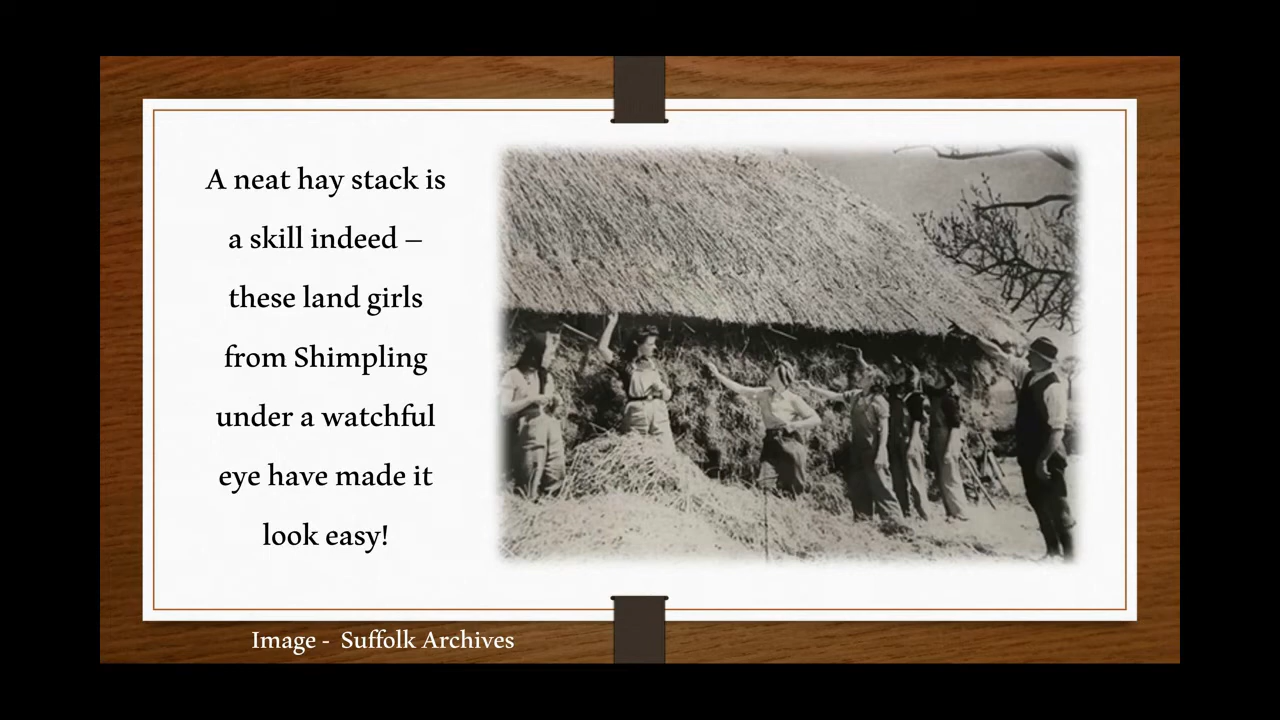 A neat hay stack is
a skill indeed –
these land girls
from Shimpling
under a watchful
eye have made it
look easy!
Image -  Suffolk Archives